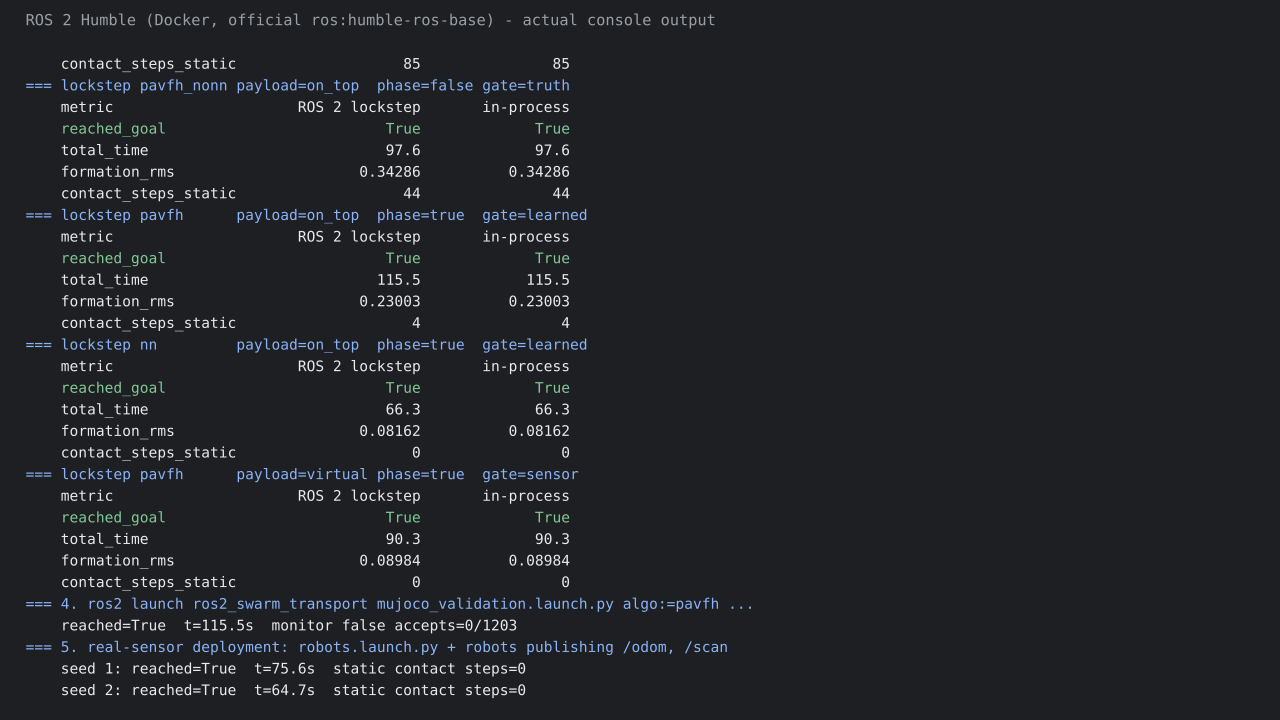 ROS 2 Humble (Docker, official ros:humble-ros-base) - actual console output
contact_steps_static 85 85
=== lockstep pavfh_nonn payload=on_top phase=false gate=truth
metric ROS 2 lockstep in-process
reached_goal True True
total_time 97.6 97.6
formation_rms 0.34286 0.34286
contact_steps_static 44 44
=== lockstep pavfh payload=on_top phase=true gate=learned
metric ROS 2 lockstep in-process
reached_goal True True
total_time 115.5 115.5
formation_rms 0.23003 0.23003
contact_steps_static 4 4
=== lockstep nn payload=on_top phase=true gate=learned
metric ROS 2 lockstep in-process
reached_goal True True
total_time 66.3 66.3
formation_rms 0.08162 0.08162
contact_steps_static 0 0
=== lockstep pavfh payload=virtual phase=true gate=sensor
metric ROS 2 lockstep in-process
reached_goal True True
total_time 90.3 90.3
formation_rms 0.08984 0.08984
contact_steps_static 0 0
=== 4. ros2 launch ros2_swarm_transport mujoco_validation.launch.py algo:=pavfh ...
reached=True t=115.5s monitor false accepts=0/1203
=== 5. real-sensor deployment: robots.launch.py + robots publishing /odom, /scan
seed 1: reached=True t=75.6s static contact steps=0
seed 2: reached=True t=64.7s static contact steps=0